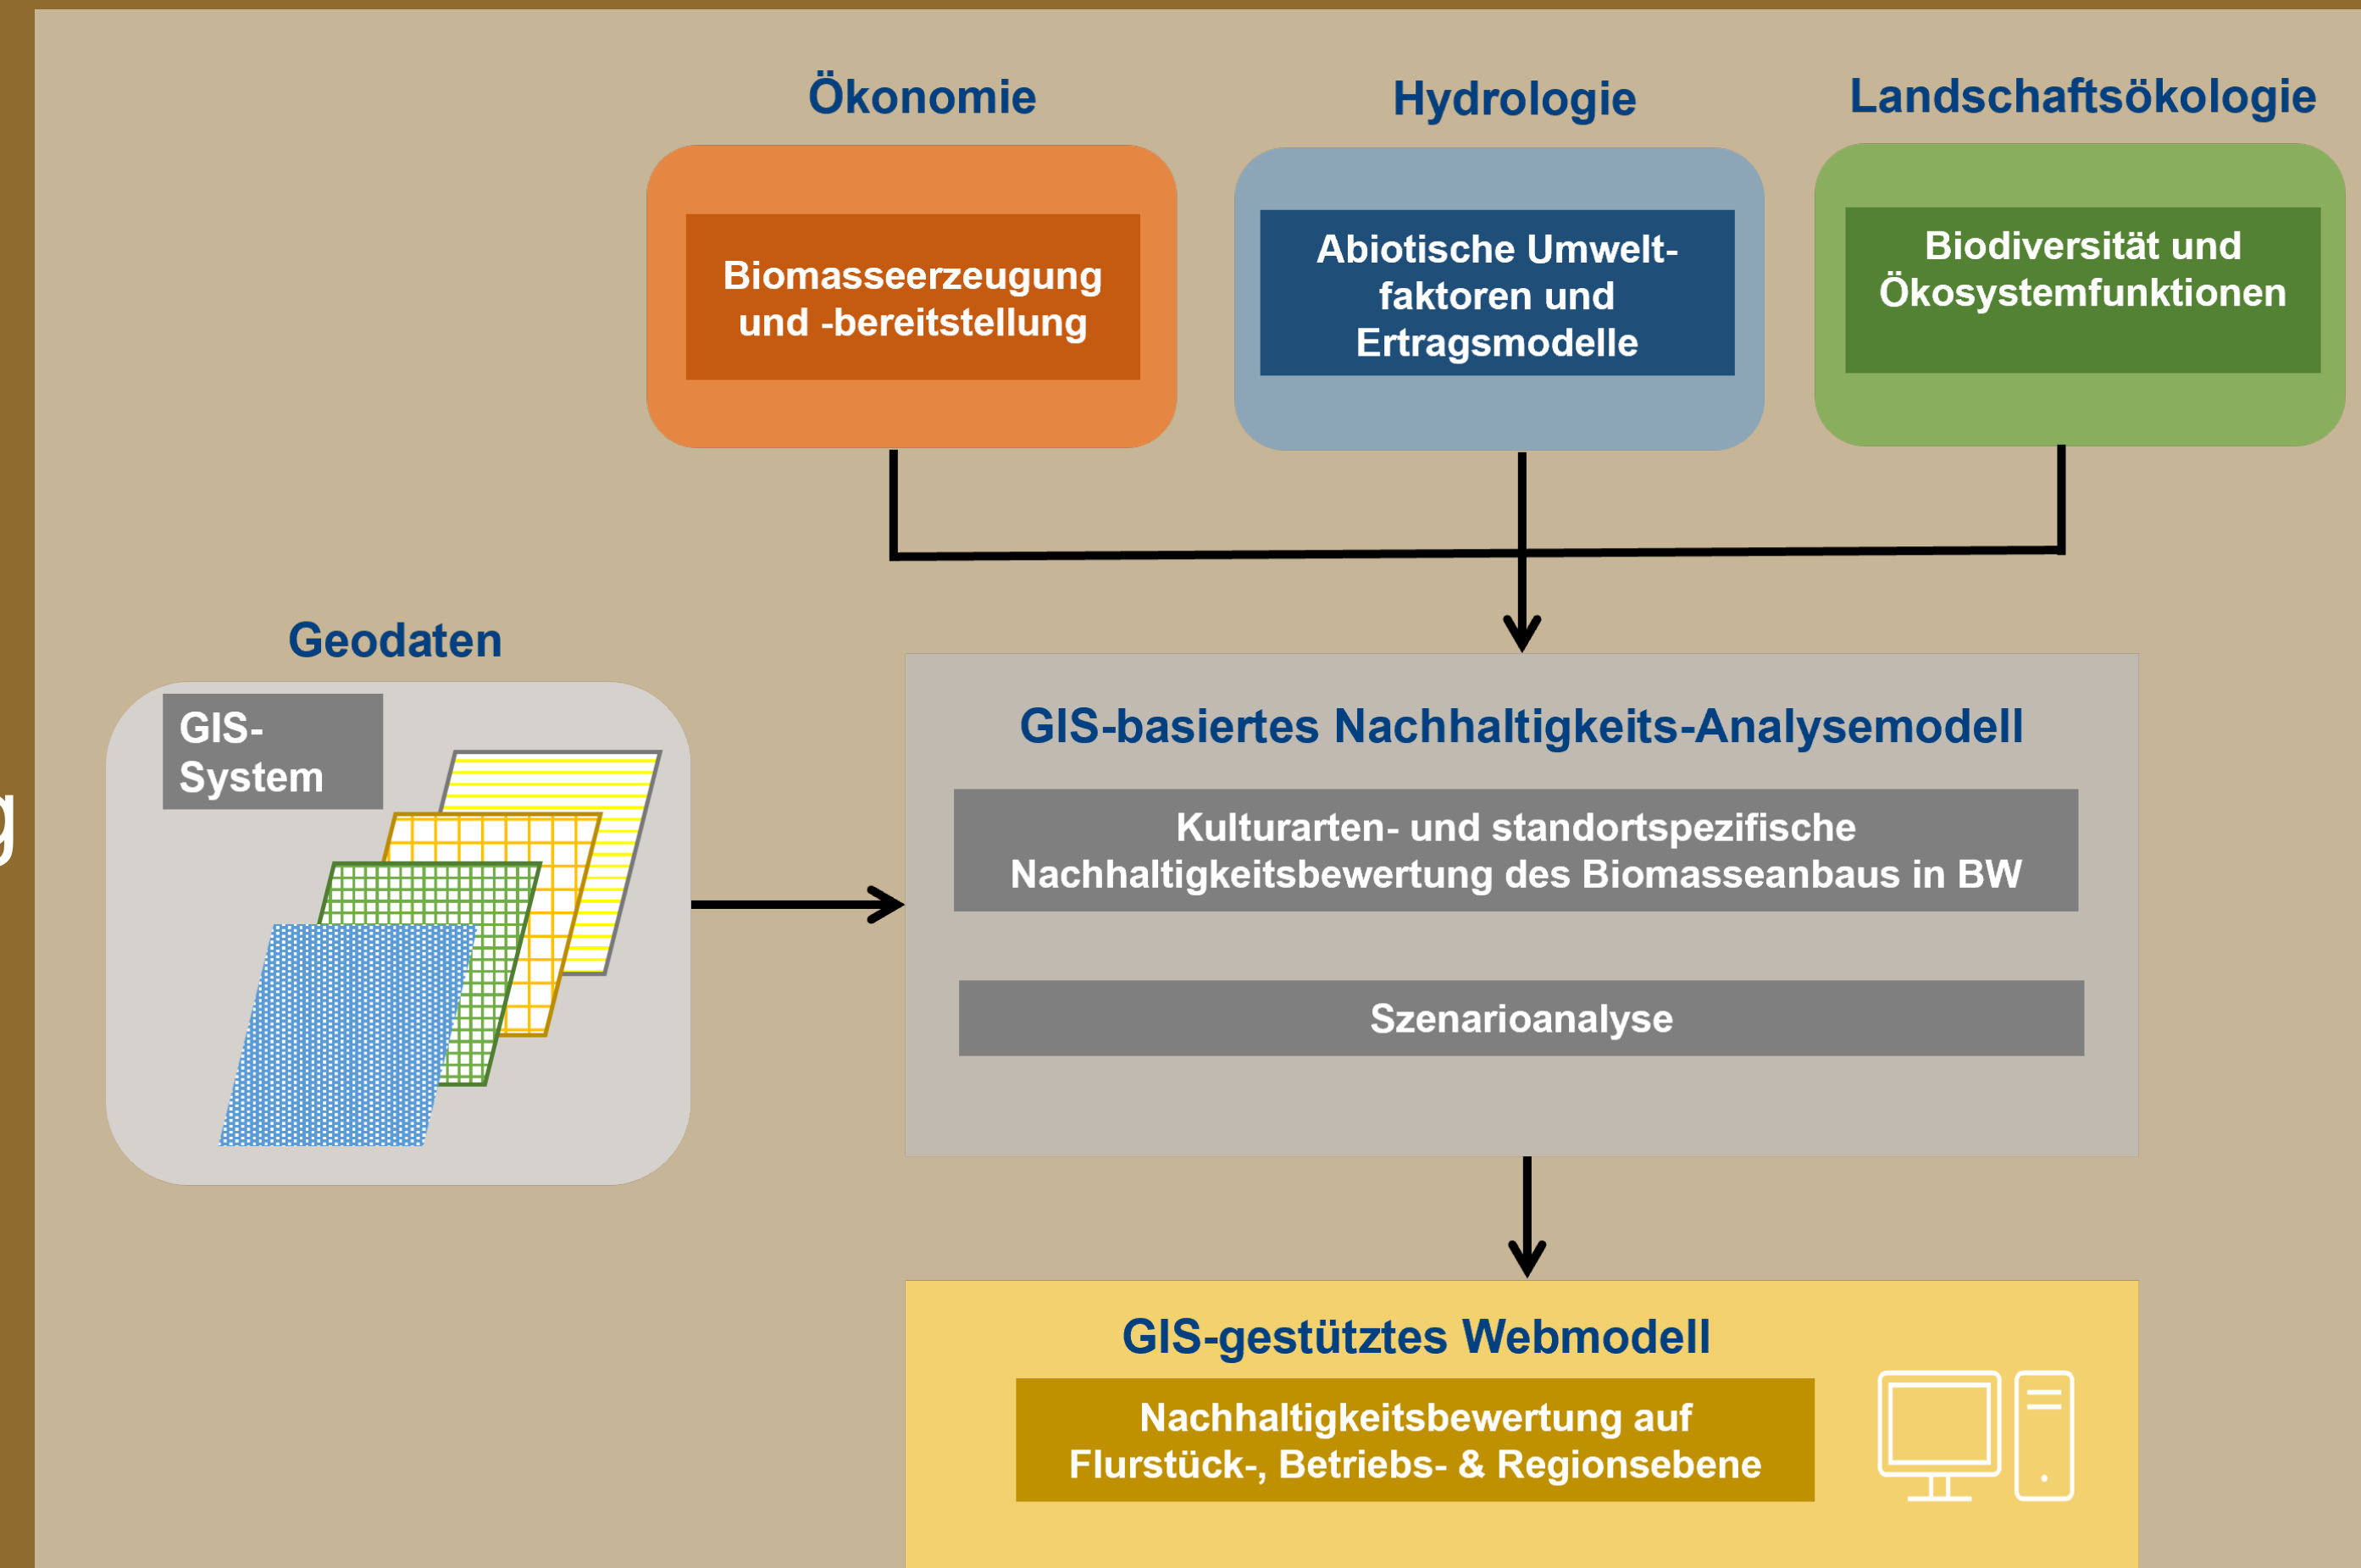 Ökonomie
Hydrologie
Landschaftsökologie
Biomasseerzeugung
und -bereitstellung
Abiotische Umwelt-
faktoren und
Ertragsmodelle
Biodiversität und
Ökosystemfunktionen
Geodaten
GIS-
System
GIS-basiertes Nachhaltigkeits-Analysemodell
Kulturarten- und standortspezifische
Nachhaltigkeitsbewertung des Biomasseanbaus in BW
Szenarioanalyse
GIS-gestütztes Webmodell
Nachhaltigkeitsbewertung auf
Flurstück-, Betriebs- & Regionsebene